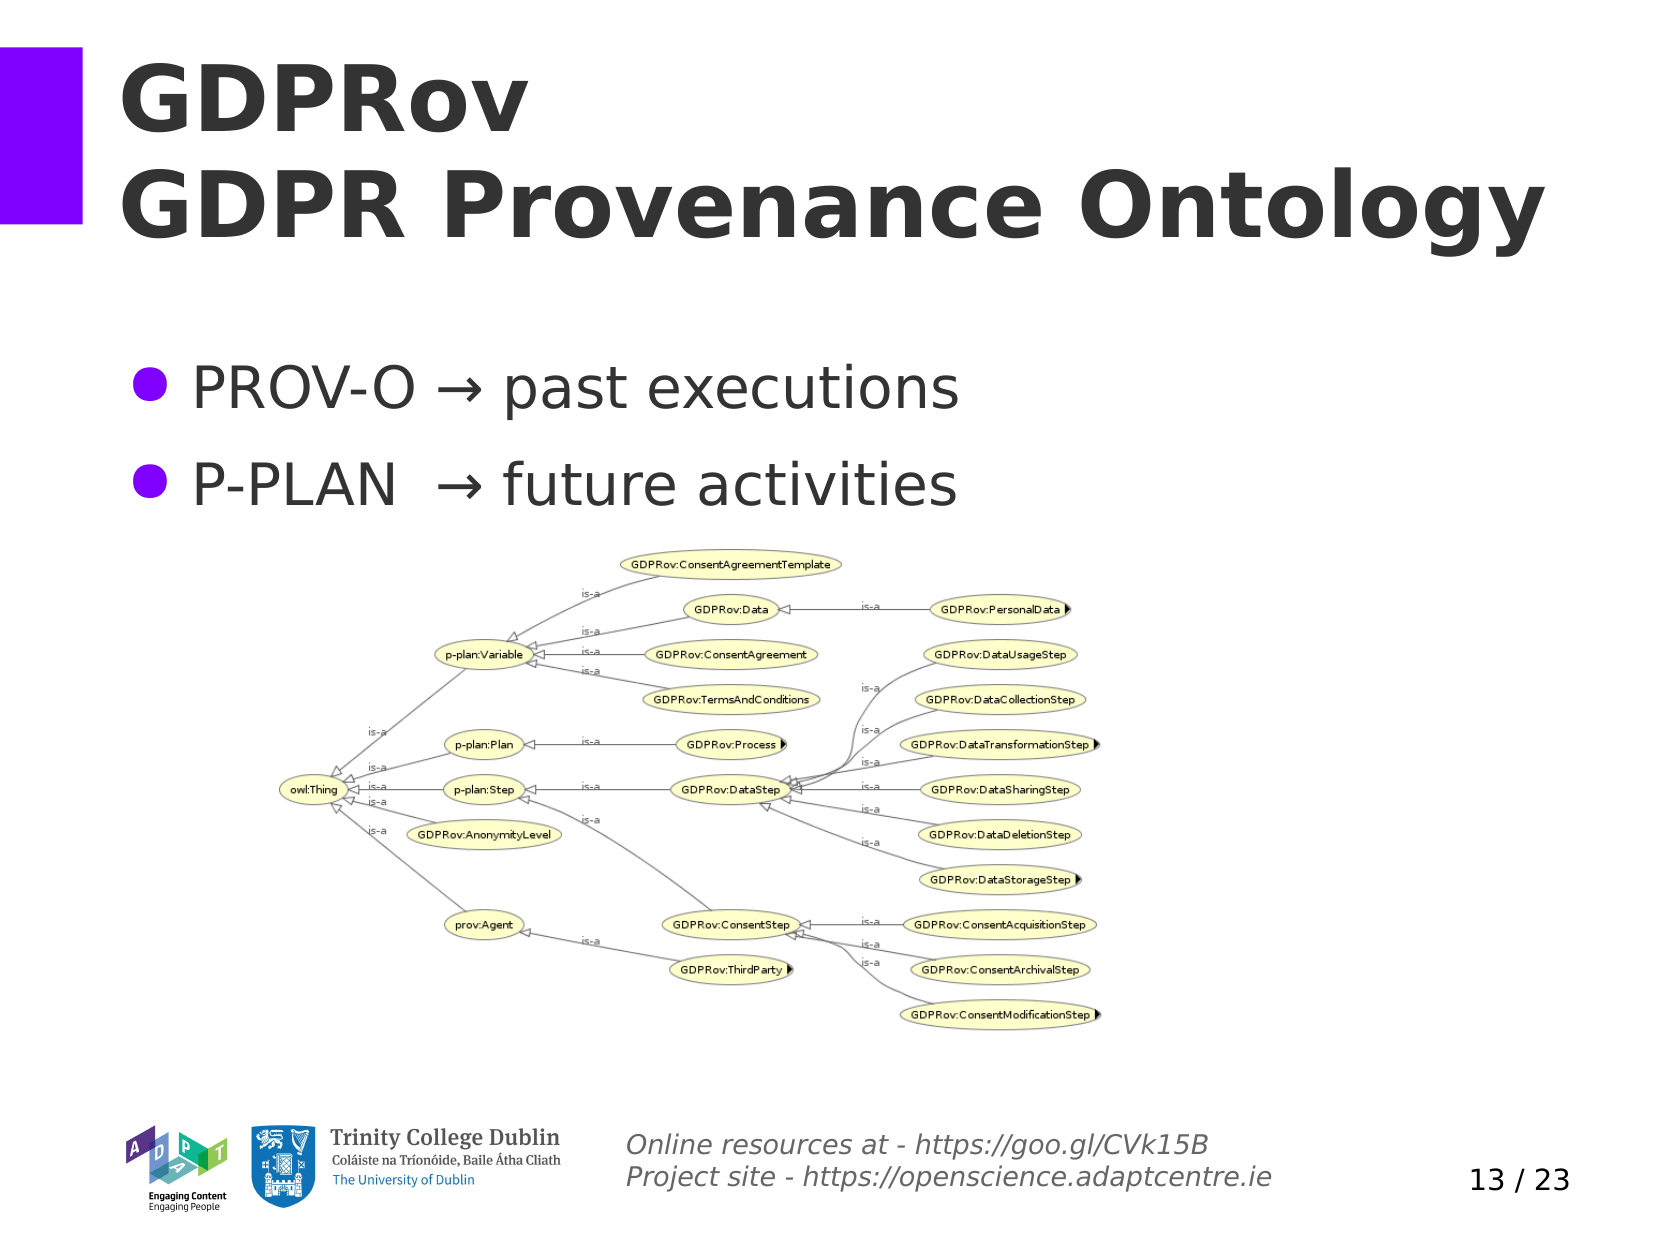 GDPRov
GDPR Provenance Ontology
● PROV-O → past executions
● P-PLAN → future activities
GDPRov:ConsentAgreementTemplate
is-a
GDPRov:Data
is-a
GDPRov:PersonalData
is-a
p-plan:Variable
is-a
GDPRov:ConsentAgreement
GDPRov:DataUsageStep
is-a
is-a
GDPRov:TermsAndConditions
GDPRov:DataCollectionStep
is-a
is-a
p-plan:Plan
is-a
GDPRov:Process
GDPRov:DataTransformationStep
is-a
is-a
owl:Thing
is-a
p-plan:Step
is-a
GDPRov:DataStep
is-a
GDPRov:DataSharingStep
is-a
is-a
is-a
is-a
GDPRov:AnonymityLevel
GDPRov:DataDeletionStep
is-a
GDPRov:DataStorageStep
prov:Agent
GDPRov:ConsentStep
is-a
GDPRov:ConsentAcquisitionStep
is-a
is-a
is-a
GDPRov:ThirdParty
GDPRov:ConsentArchivalStep
GDPRov:ConsentModificationStep
ADAPT
Engaging Content
Engaging People
Trinity College Dublin
Coláiste na Tríonóide, Baile Átha Cliath
The University of Dublin
Online resources at - https://goo.gl/CVk15B
Project site - https://openscience.adaptcentre.ie
13 / 23